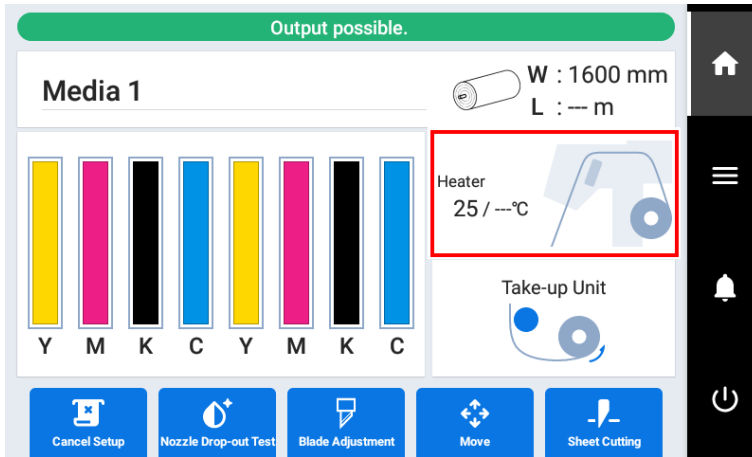 Output possible.
Media 1
W : 1600 mm
L : --- m
Heater
25 / ---℃
Take-up Unit
Y M K C Y M K C
Cancel Setup
Nozzle Drop-out Test
Blade Adjustment
Move
Sheet Cutting